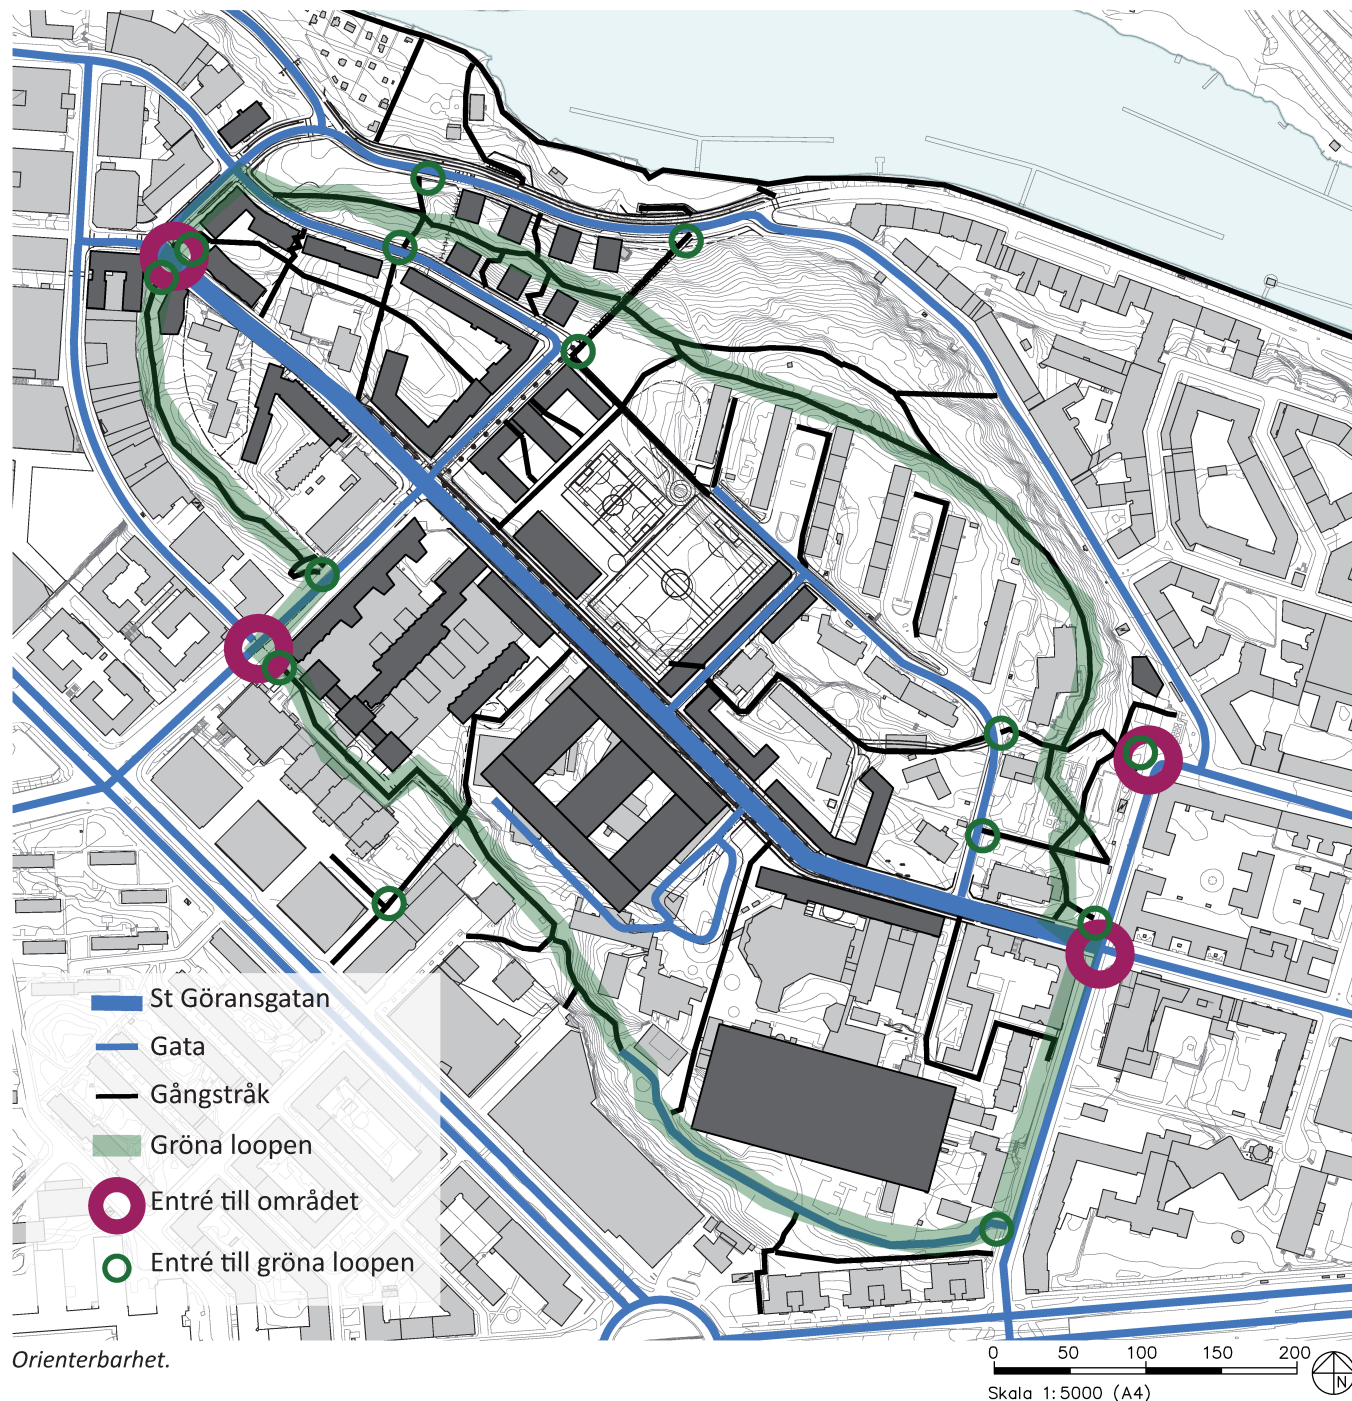 St Göransgatan
Gata
Gångstråk
Gröna loopen
Entré till området
Entré till gröna loopen
Orienterbarhet.
0 50 100 150 200
Skala 1:5000 (A4)
N